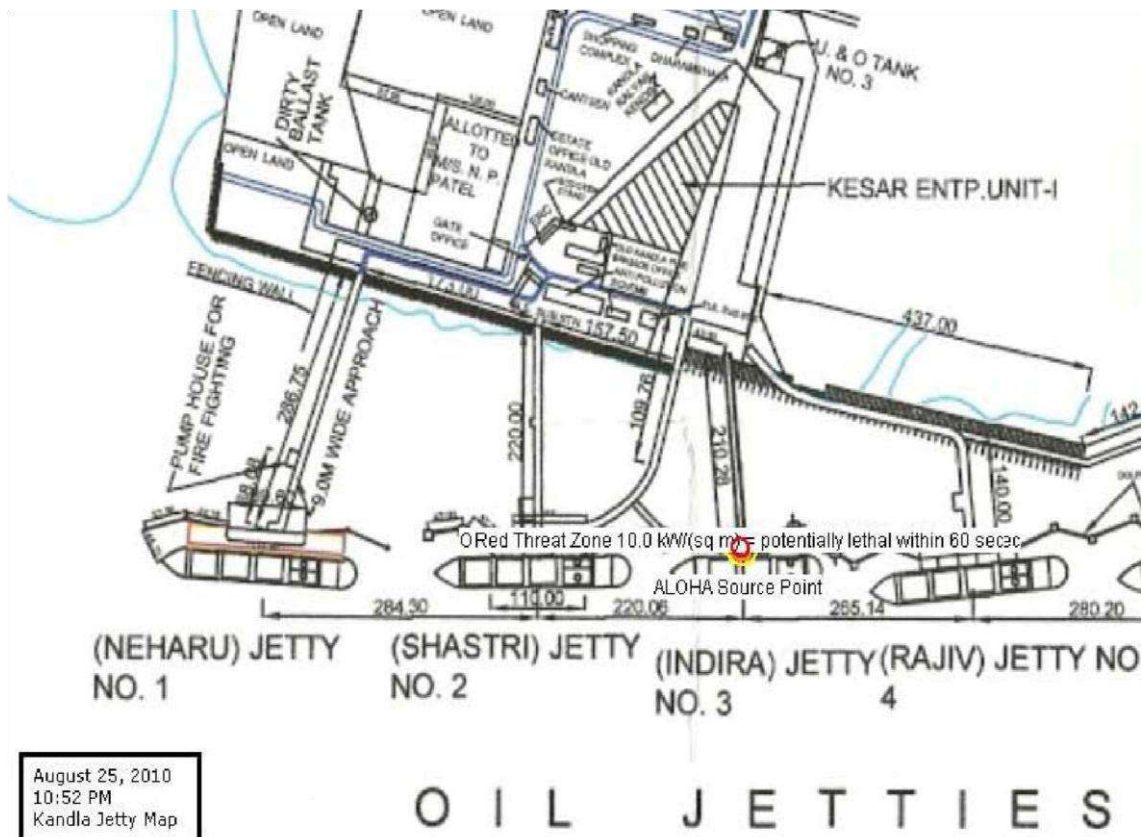 OPEN LAND
OPEN LAND
SHOPPING
COMPLEX
U. & O TANK
NO. 3
DIRTY
BALLAST
TANK
CANTEEN
ALLOTTED
TO
M/S. N. P.
PATEL
ESTATE
OFFICE OLD
KANDLA
OPEN LAND
KESAR ENTP.UNIT-I
GATE
OFFICE
FENCING WALL
157.50
437.00
142
PUMP HOUSE FOR
FIRE FIGHTING
286.75
9.0M WIDE APPROACH
220.00
109.76
210.28
140.00
ORed Threat Zone 10.0 kW/(sq m) = potentially lethal within 60 secec
ALOHA Source Point
284.30
110.00
220.06
265.14
280.20
(NEHARU) JETTY
NO. 1
(SHASTRI) JETTY
NO. 2
(INDIRA) JETTY
NO. 3
(RAJIV) JETTY NO
4
August 25, 2010
10:52 PM
Kandla Jetty Map
OIL JETTIES